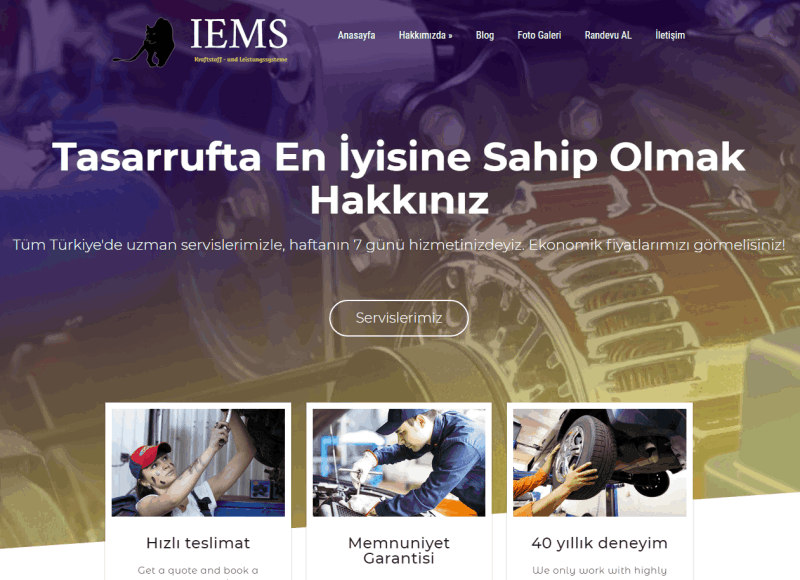 IEMS
Kraftstoff - und Leistungssysteme
Anasayfa Hakkımızda » Blog Foto Galeri Randevu AL İletişim
Tasarrufta En İyisine Sahip Olmak
Hakkınız
Tüm Türkiye'de uzman servislerimizle, haftanın 7 günü hizmetinizdeyiz. Ekonomik fiyatlarımızı görmelisiniz!
Servislerimiz
Hızlı teslimat
Memnuniyet
Garantisi
40 yıllık deneyim
Get a quote and book a
We only work with highly